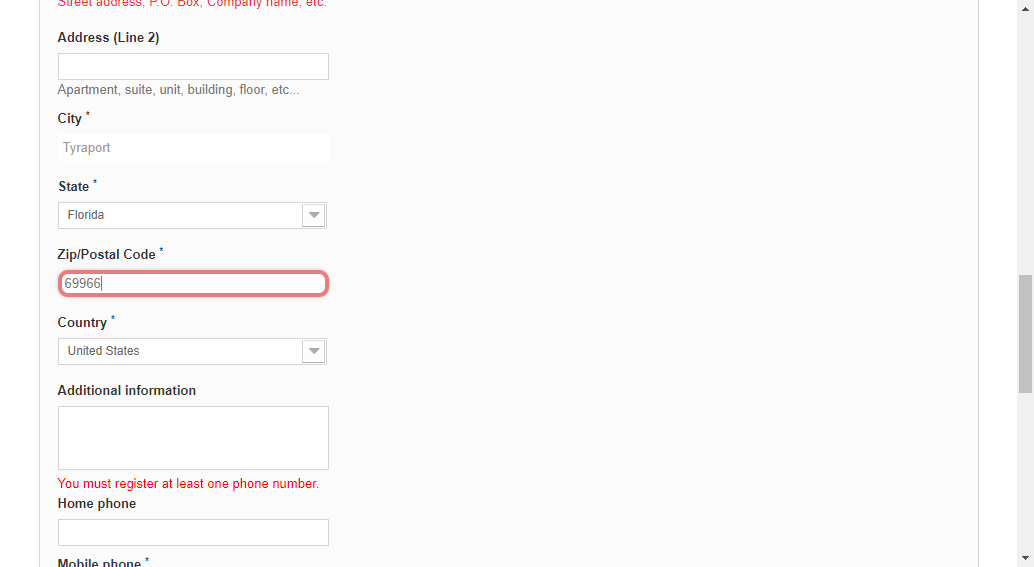 Street address, P.O. Box, Company name, etc.
Address (Line 2)
Apartment, suite, unit, building, floor, etc...
City *
Tyraport
State *
Florida
Zip/Postal Code *
69966
Country *
United States
Additional information
You must register at least one phone number.
Home phone
Mobile phone *